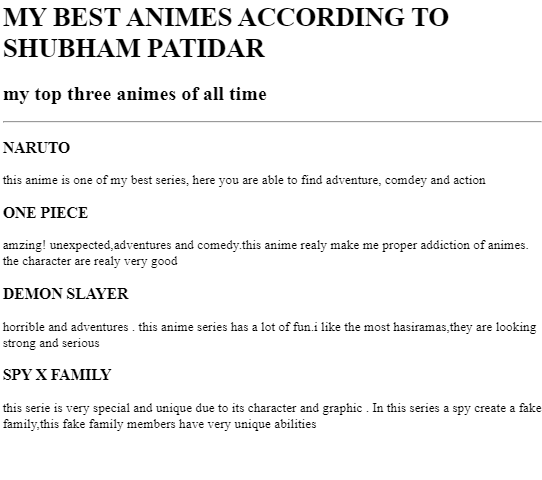 MY BEST ANIMES ACCORDING TO
SHUBHAM PATIDAR
my top three animes of all time
NARUTO
this anime is one of my best series, here you are able to find adventure, comdey and action
ONE PIECE
amzing! unexpected,adventures and comedy.this anime realy make me proper addiction of animes.
the character are realy very good
DEMON SLAYER
horrible and adventures . this anime series has a lot of fun.i like the most hasiramas,they are looking
strong and serious
SPY X FAMILY
this serie is very special and unique due to its character and graphic . In this series a spy create a fake
family,this fake family members have very unique abilities